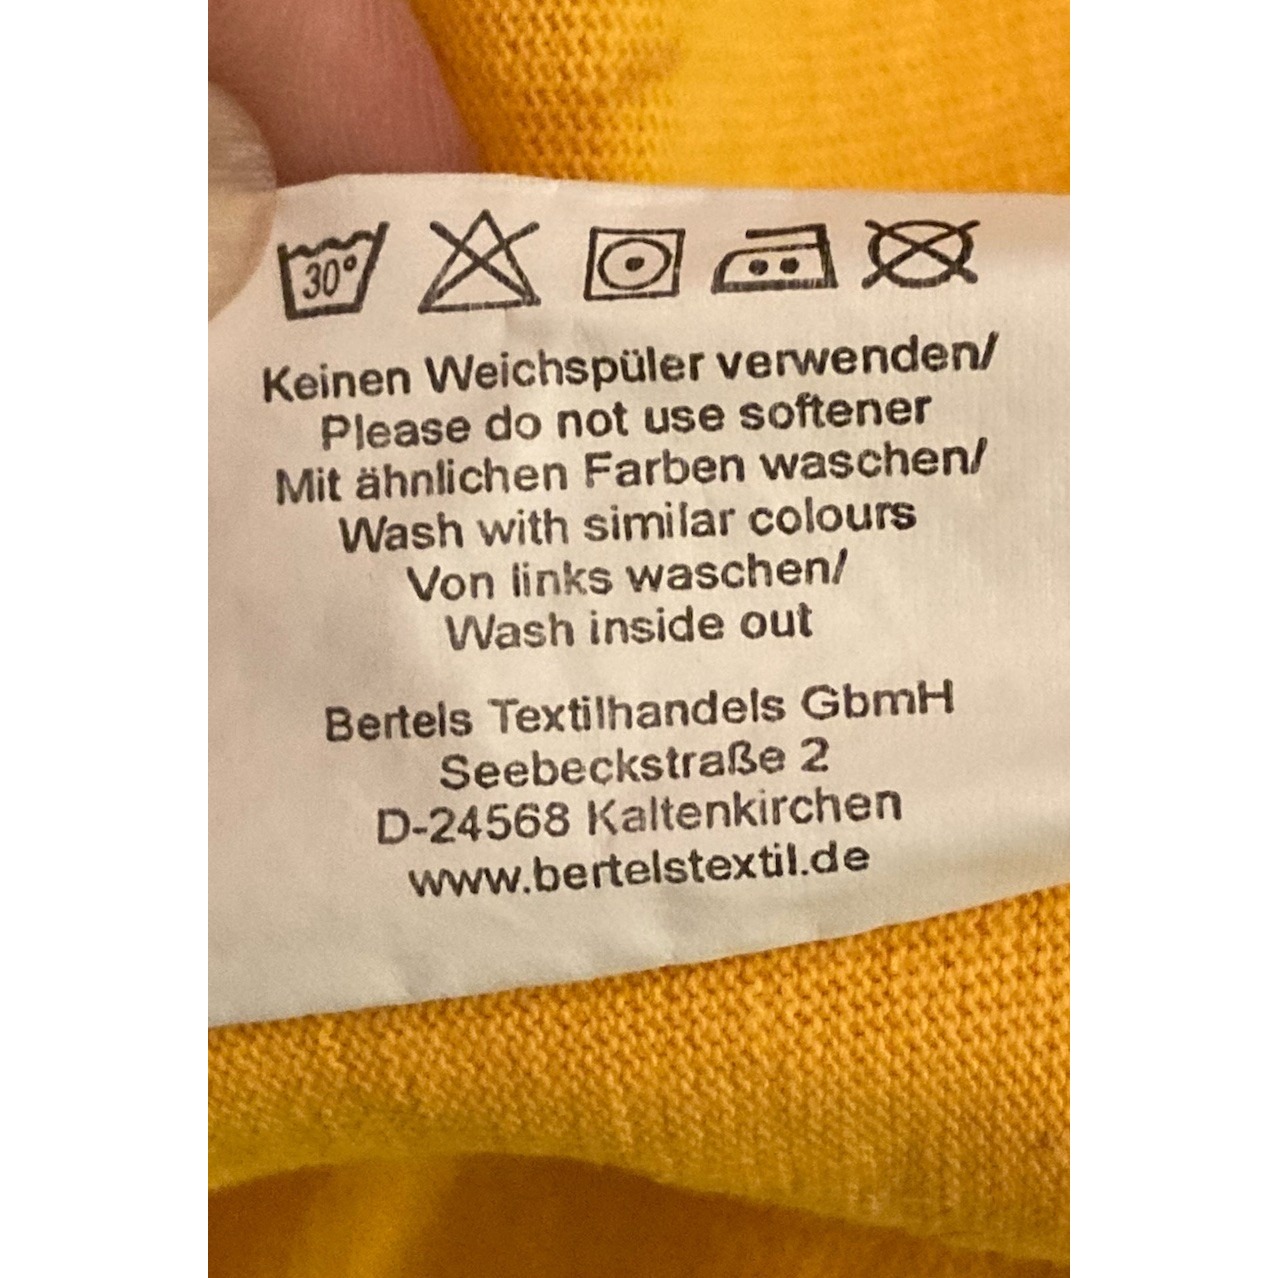 30°
Keinen Weichspüler verwenden/
Please do not use softener
Mit ähnlichen Farben waschen/
Wash with similar colours
Von links waschen/
Wash inside out
Bertels Textilhandels GbmH
Seebeckstraße 2
D-24568 Kaltenkirchen
www.bertelstextil.de